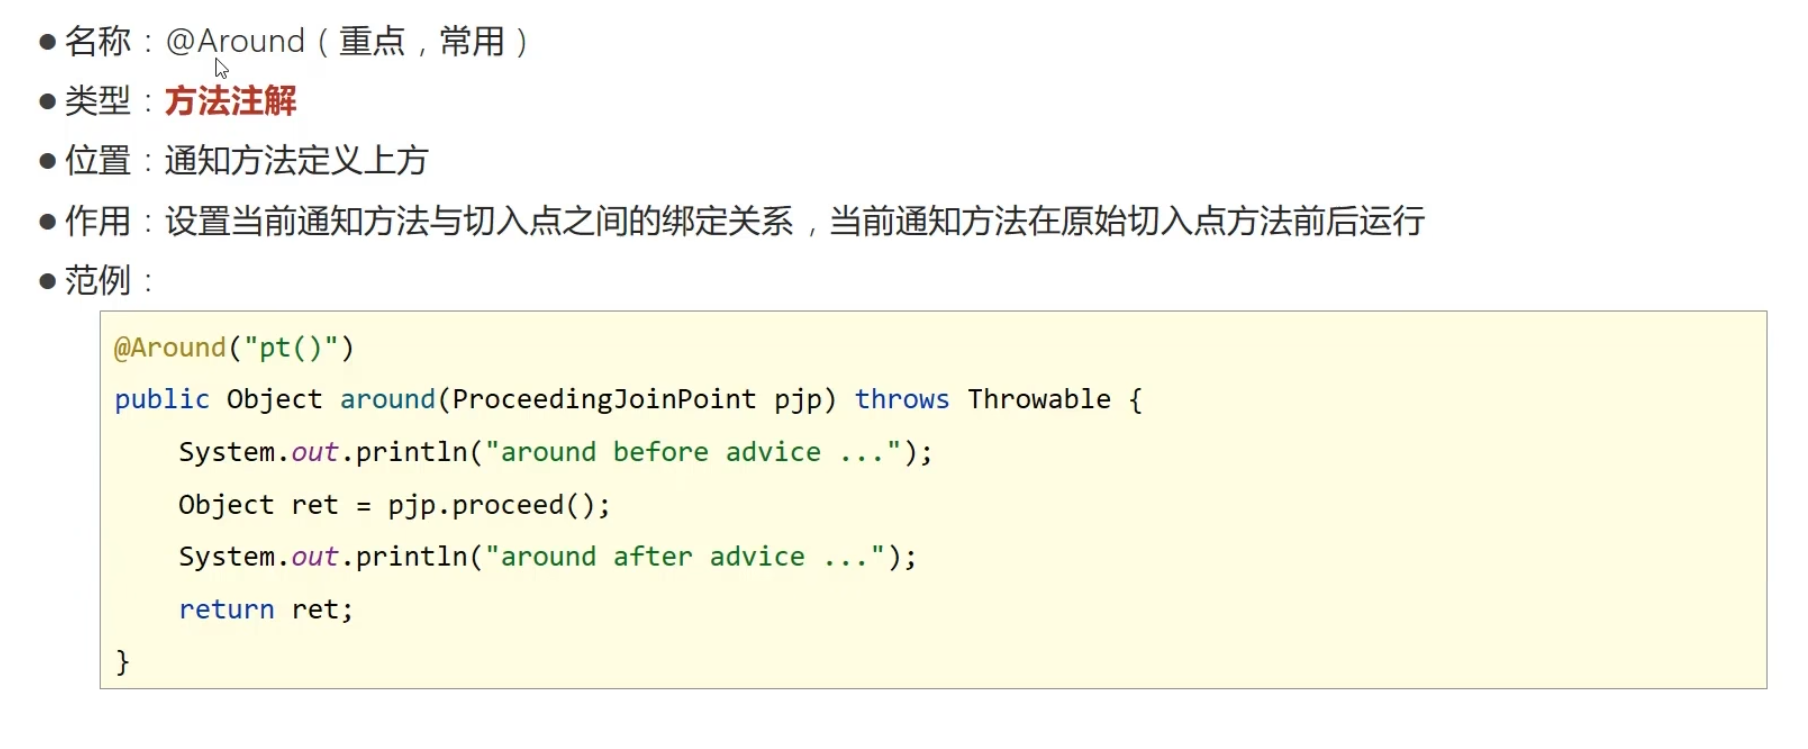 ●名称：@Around（重点，常用）
●类型：方法注解
●位置：通知方法定义上方
●作用：设置当前通知方法与切入点之间的绑定关系，当前通知方法在原始切入点方法前后运行
●范例：
@Around("pt()")
public Object around(ProceedingJoinPoint pjp) throws Throwable {
    System.out.println("around before advice ...");
    Object ret = pjp.proceed();
    System.out.println("around after advice ...");
    return ret;
}